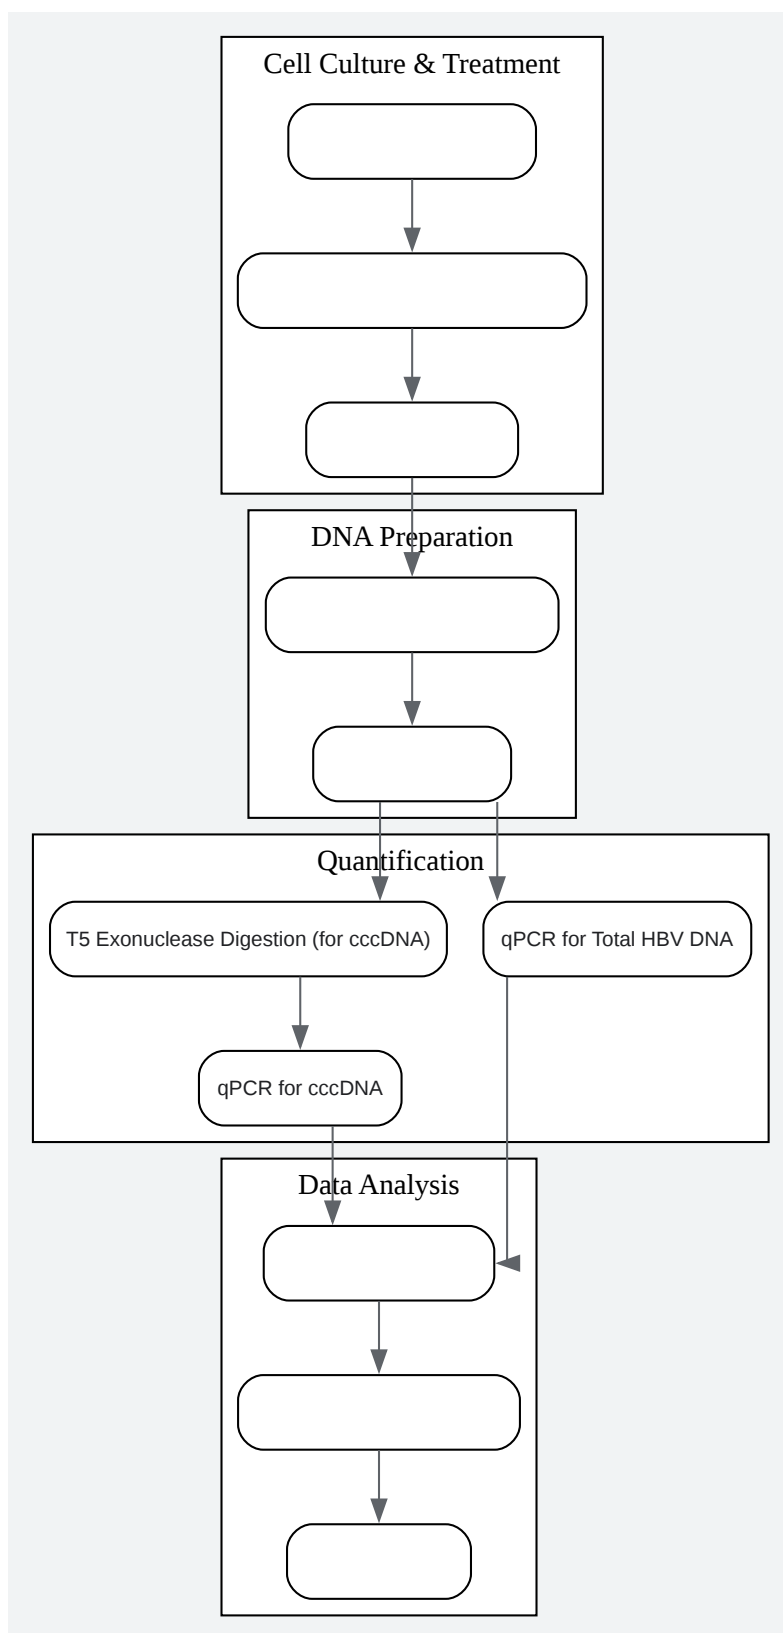 Cell Culture & Treatment
DNA Preparation
Quantification
T5 Exonuclease Digestion (for cccDNA)
qPCR for Total HBV DNA
qPCR for cccDNA
Data Analysis